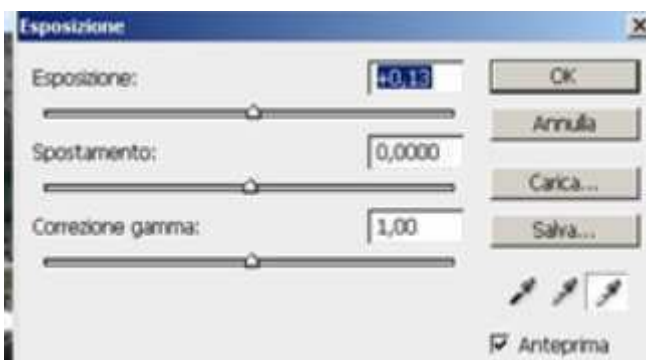 Esposizione
Esposizione:
+0,13
OK
Annulla
Spostamento:
0,0000
Carica...
Correzione gamma:
1,00
Salva...
Anteprima